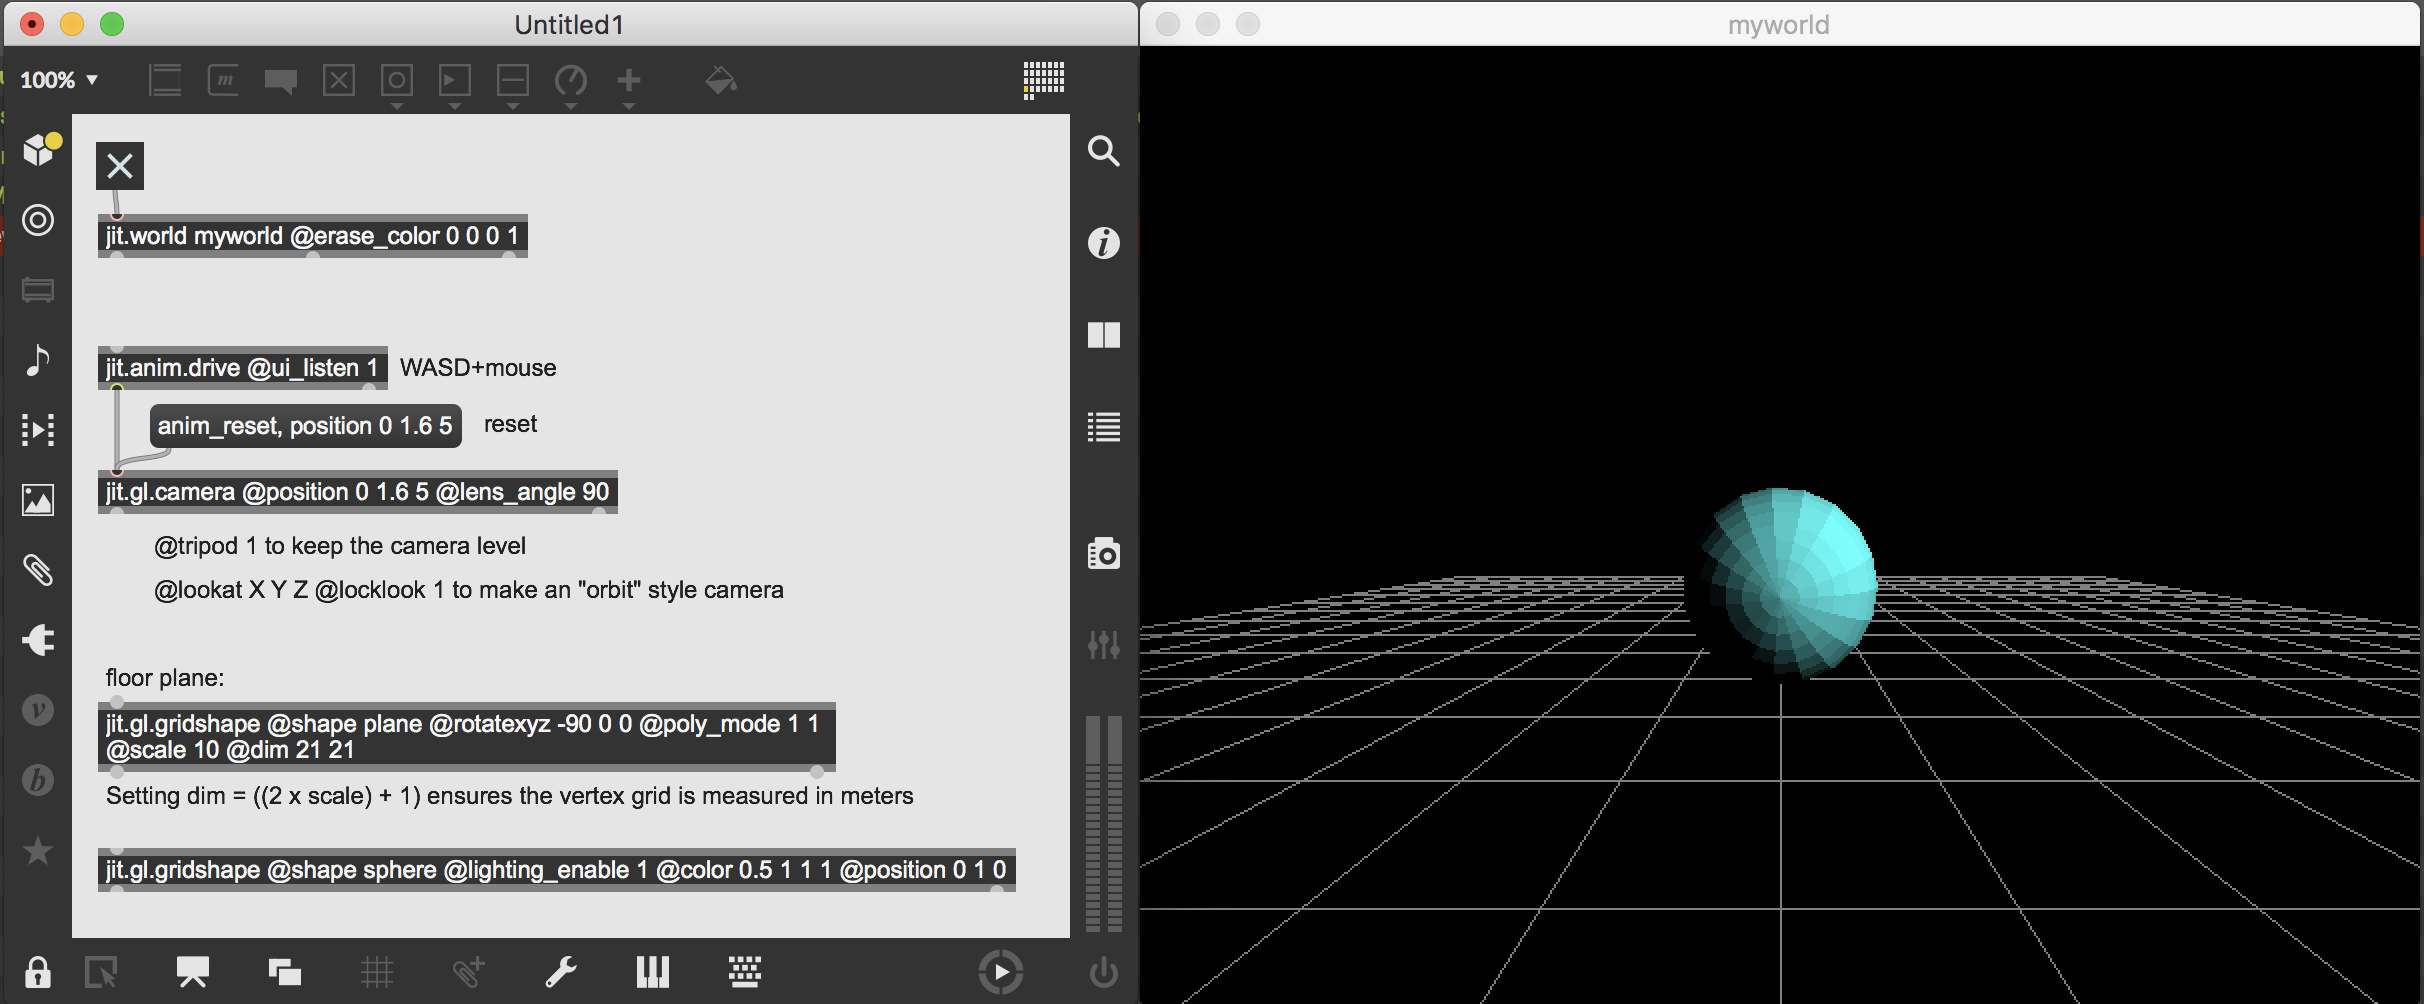 Untitled1
myworld
100%
jit.world myworld @erase_color 0 0 0 1
jit.anim.drive @ui_listen 1
WASD+mouse
anim_reset, position 0 1.6 5
reset
jit.gl.camera @position 0 1.6 5 @lens_angle 90
@tripod 1 to keep the camera level
@lookat X Y Z @locklook 1 to make an "orbit" style camera
floor plane:
jit.gl.gridshape @shape plane @rotatexyz -90 0 0 @poly_mode 1 1
@scale 10 @dim 21 21
Setting dim = ((2 x scale) + 1) ensures the vertex grid is measured in meters
jit.gl.gridshape @shape sphere @lighting_enable 1 @color 0.5 1 1 1 @position 0 1 0